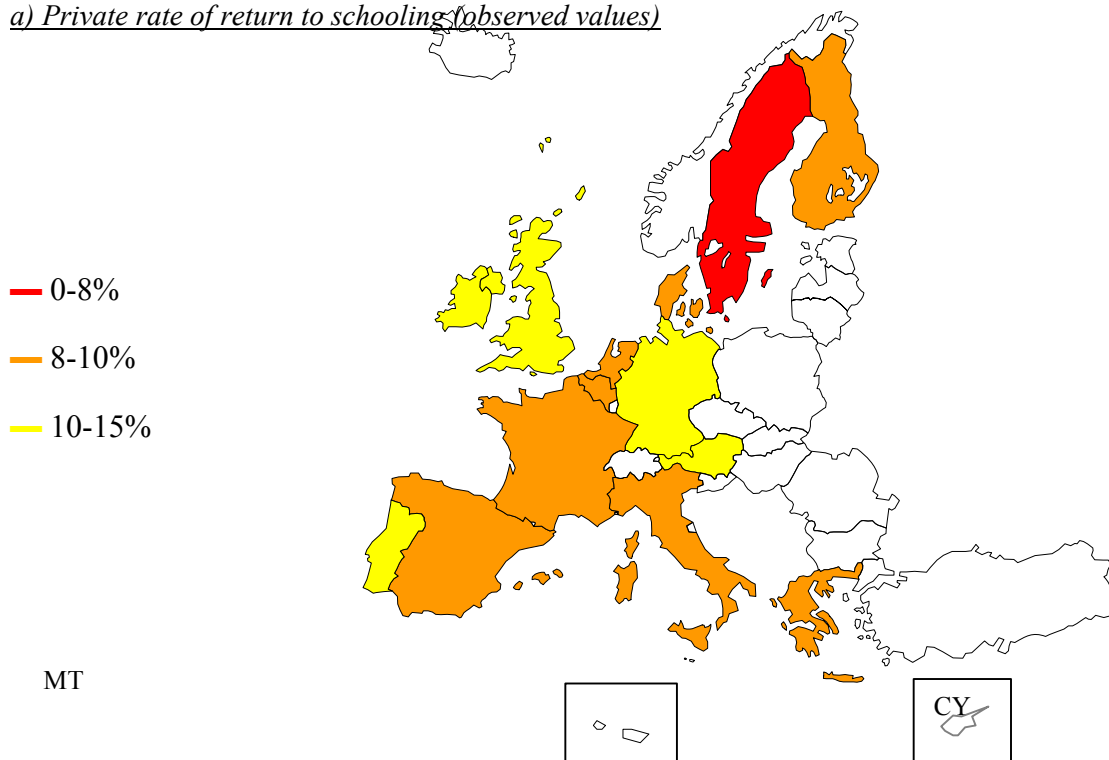 a) Private rate of return to schooling (observed values)
0-8%
8-10%
10-15%
MT
CY